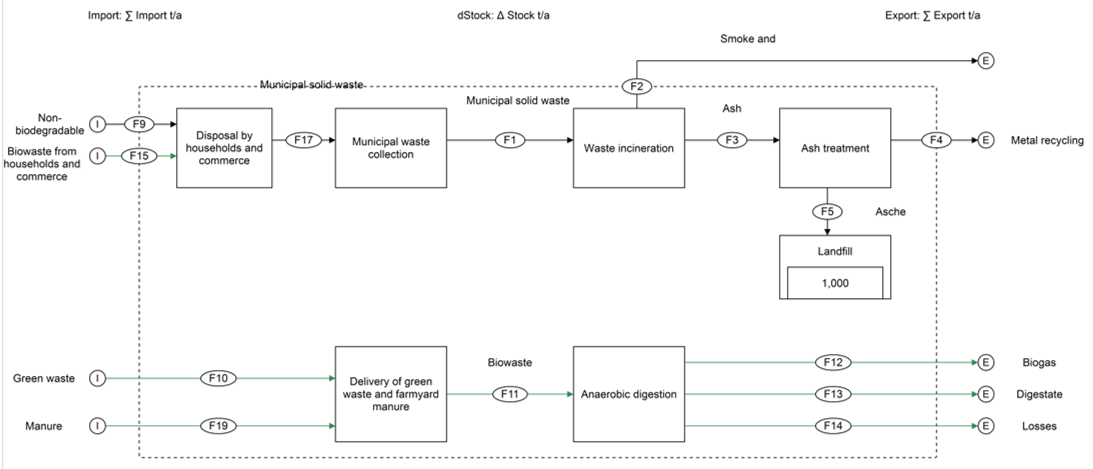 Import: ∑ Import t/a
dStock: Δ Stock t/a
Export: ∑ Export t/a
Smoke and
E
F2
Municipal solid waste
Municipal solid waste
Ash
Non-
biodegradable
I
F9
Biowaste from
households and
commerce
I
F15
Disposal by
households and
commerce
F17
Municipal waste
collection
F1
Waste incineration
F3
Ash treatment
F4
E
Metal recycling
F5
Asche
Landfill
1,000
Green waste
I
F10
Manure
I
F19
Delivery of green
waste and farmyard
manure
Biowaste
F11
Anaerobic digestion
F12
E
Biogas
F13
E
Digestate
F14
E
Losses